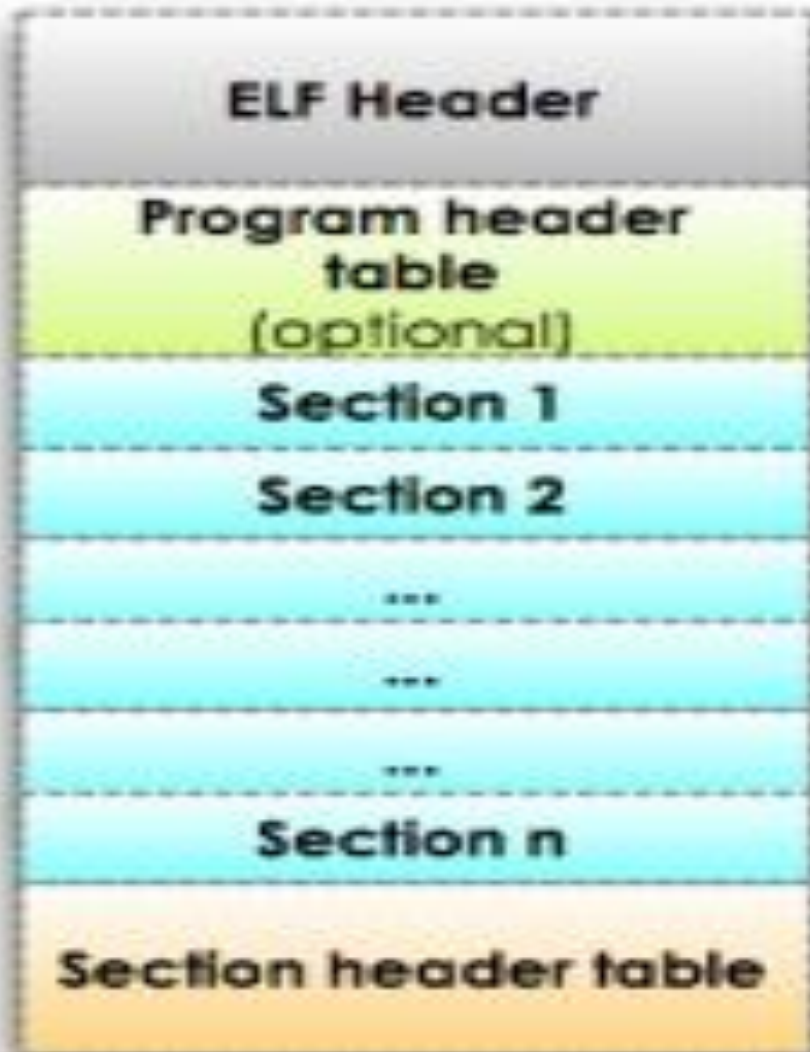 ELF Header
Program header
table
(optional)
Section 1
Section 2
...
...
...
Section n
Section header table